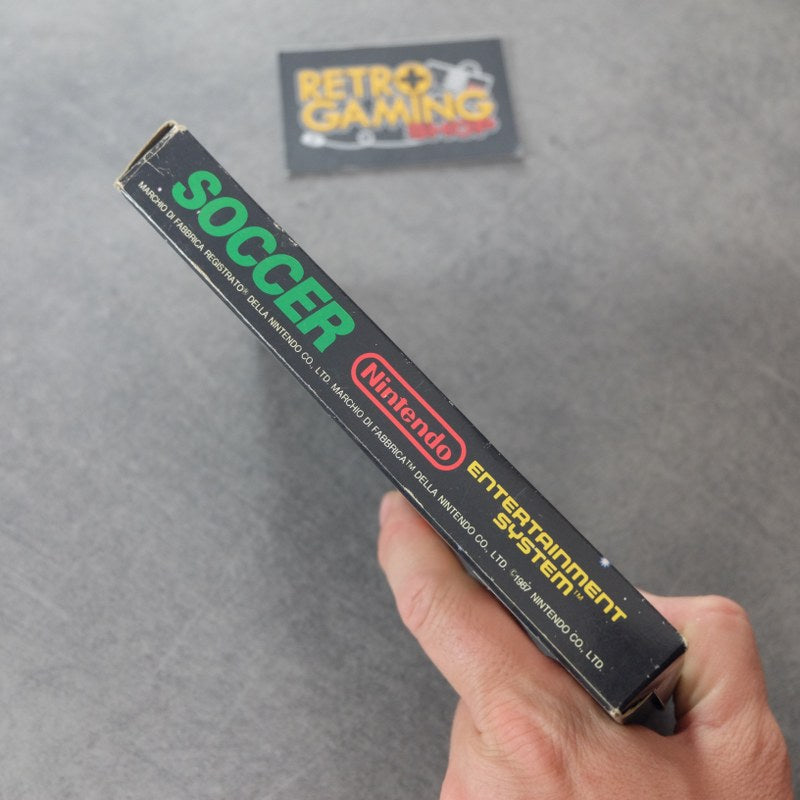 RETRO
GAMING
SHOP
SOCCER
Nintendo
ENTERTAINMENT
SYSTEM™
MARCHIO DI FABBRICA REGISTRATO® DELLA NINTENDO CO., LTD. MARCHIO DI FABBRICA™ DELLA NINTENDO CO., LTD. ©1987 NINTENDO CO., LTD.